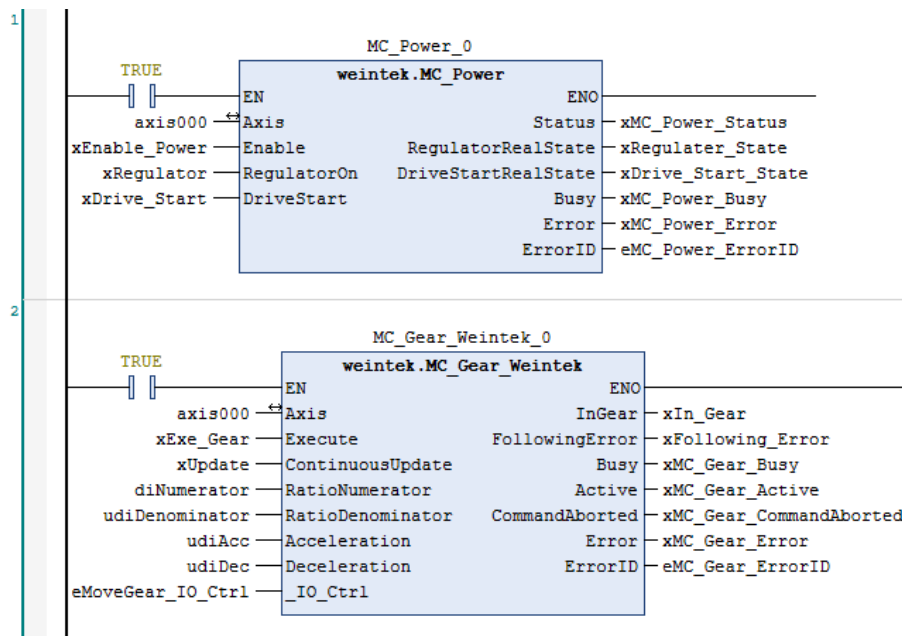 1
MC_Power_0
TRUE
weintek.MC_Power
EN ENO
axis000 Axis Status xMC_Power_Status
xEnable_Power Enable RegulatorRealState xRegulater_State
xRegulator RegulatorOn DriveStartRealState xDrive_Start_State
xDrive_Start DriveStart Busy xMC_Power_Busy
Error xMC_Power_Error
ErrorID eMC_Power_ErrorID
2
MC_Gear_Weintek_0
TRUE
weintek.MC_Gear_Weintek
EN ENO
axis000 Axis InGear xIn_Gear
xExe_Gear Execute FollowingError xFollowing_Error
xUpdate ContinuousUpdate Busy xMC_Gear_Busy
diNumerator RatioNumerator Active xMC_Gear_Active
udiDenominator RatioDenominator CommandAborted xMC_Gear_CommandAborted
udiAcc Acceleration Error xMC_Gear_Error
udiDec Deceleration ErrorID eMC_Gear_ErrorID
eMoveGear_IO_Ctrl _IO_Ctrl